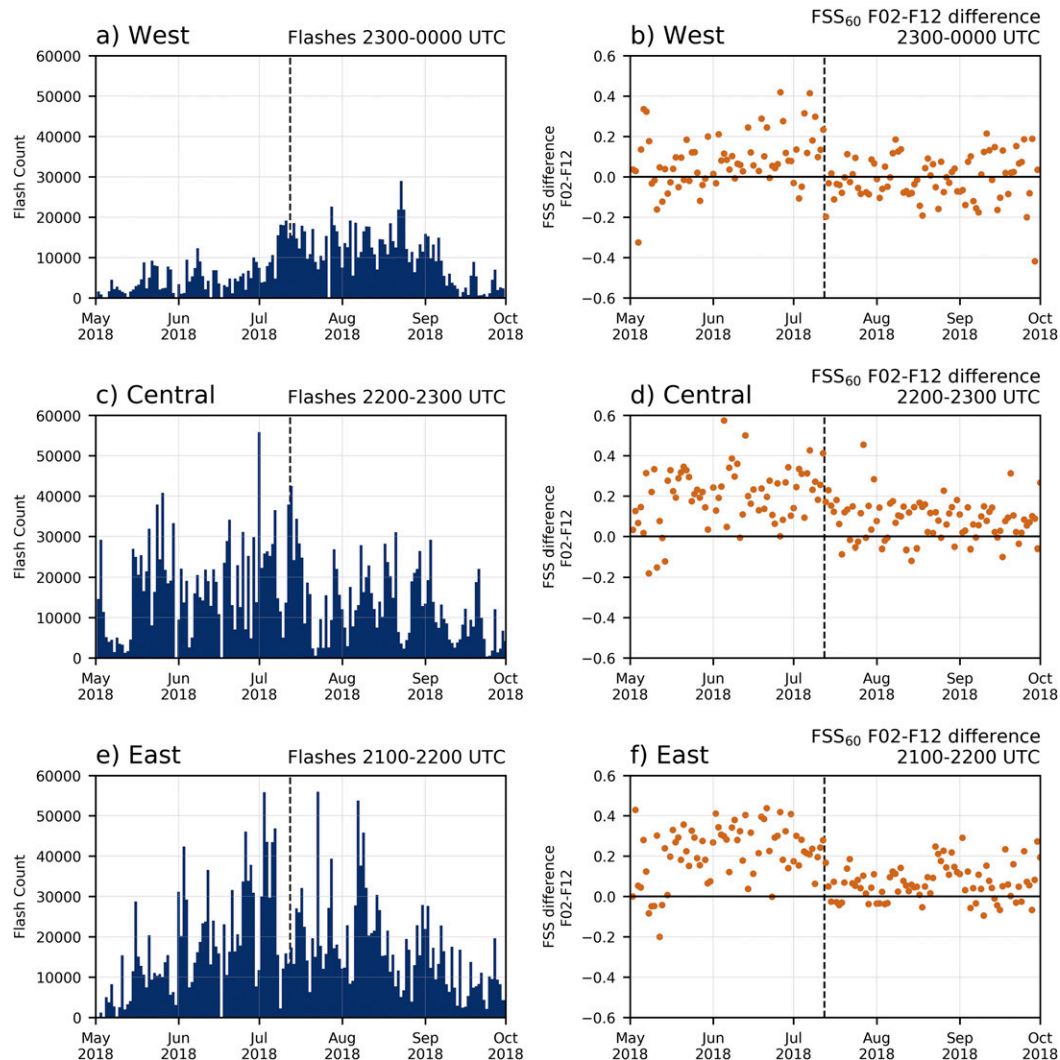 a) West
Flashes 2300-0000 UTC
60000
50000
40000
30000
20000
10000
0
Flash Count
May
2018
Jun
2018
Jul
2018
Aug
2018
Sep
2018
Oct
2018
FSS₆₀ F02-F12 difference
b) West
2300-0000 UTC
0.6
0.4
0.2
0.0
−0.2
−0.4
−0.6
FSS difference
F02-F12
May
2018
Jun
2018
Jul
2018
Aug
2018
Sep
2018
Oct
2018
c) Central
Flashes 2200-2300 UTC
60000
50000
40000
30000
20000
10000
0
Flash Count
May
2018
Jun
2018
Jul
2018
Aug
2018
Sep
2018
Oct
2018
FSS₆₀ F02-F12 difference
d) Central
2200-2300 UTC
0.6
0.4
0.2
0.0
−0.2
−0.4
−0.6
FSS difference
F02-F12
May
2018
Jun
2018
Jul
2018
Aug
2018
Sep
2018
Oct
2018
e) East
Flashes 2100-2200 UTC
60000
50000
40000
30000
20000
10000
0
Flash Count
May
2018
Jun
2018
Jul
2018
Aug
2018
Sep
2018
Oct
2018
FSS₆₀ F02-F12 difference
f) East
2100-2200 UTC
0.6
0.4
0.2
0.0
−0.2
−0.4
−0.6
FSS difference
F02-F12
May
2018
Jun
2018
Jul
2018
Aug
2018
Sep
2018
Oct
2018